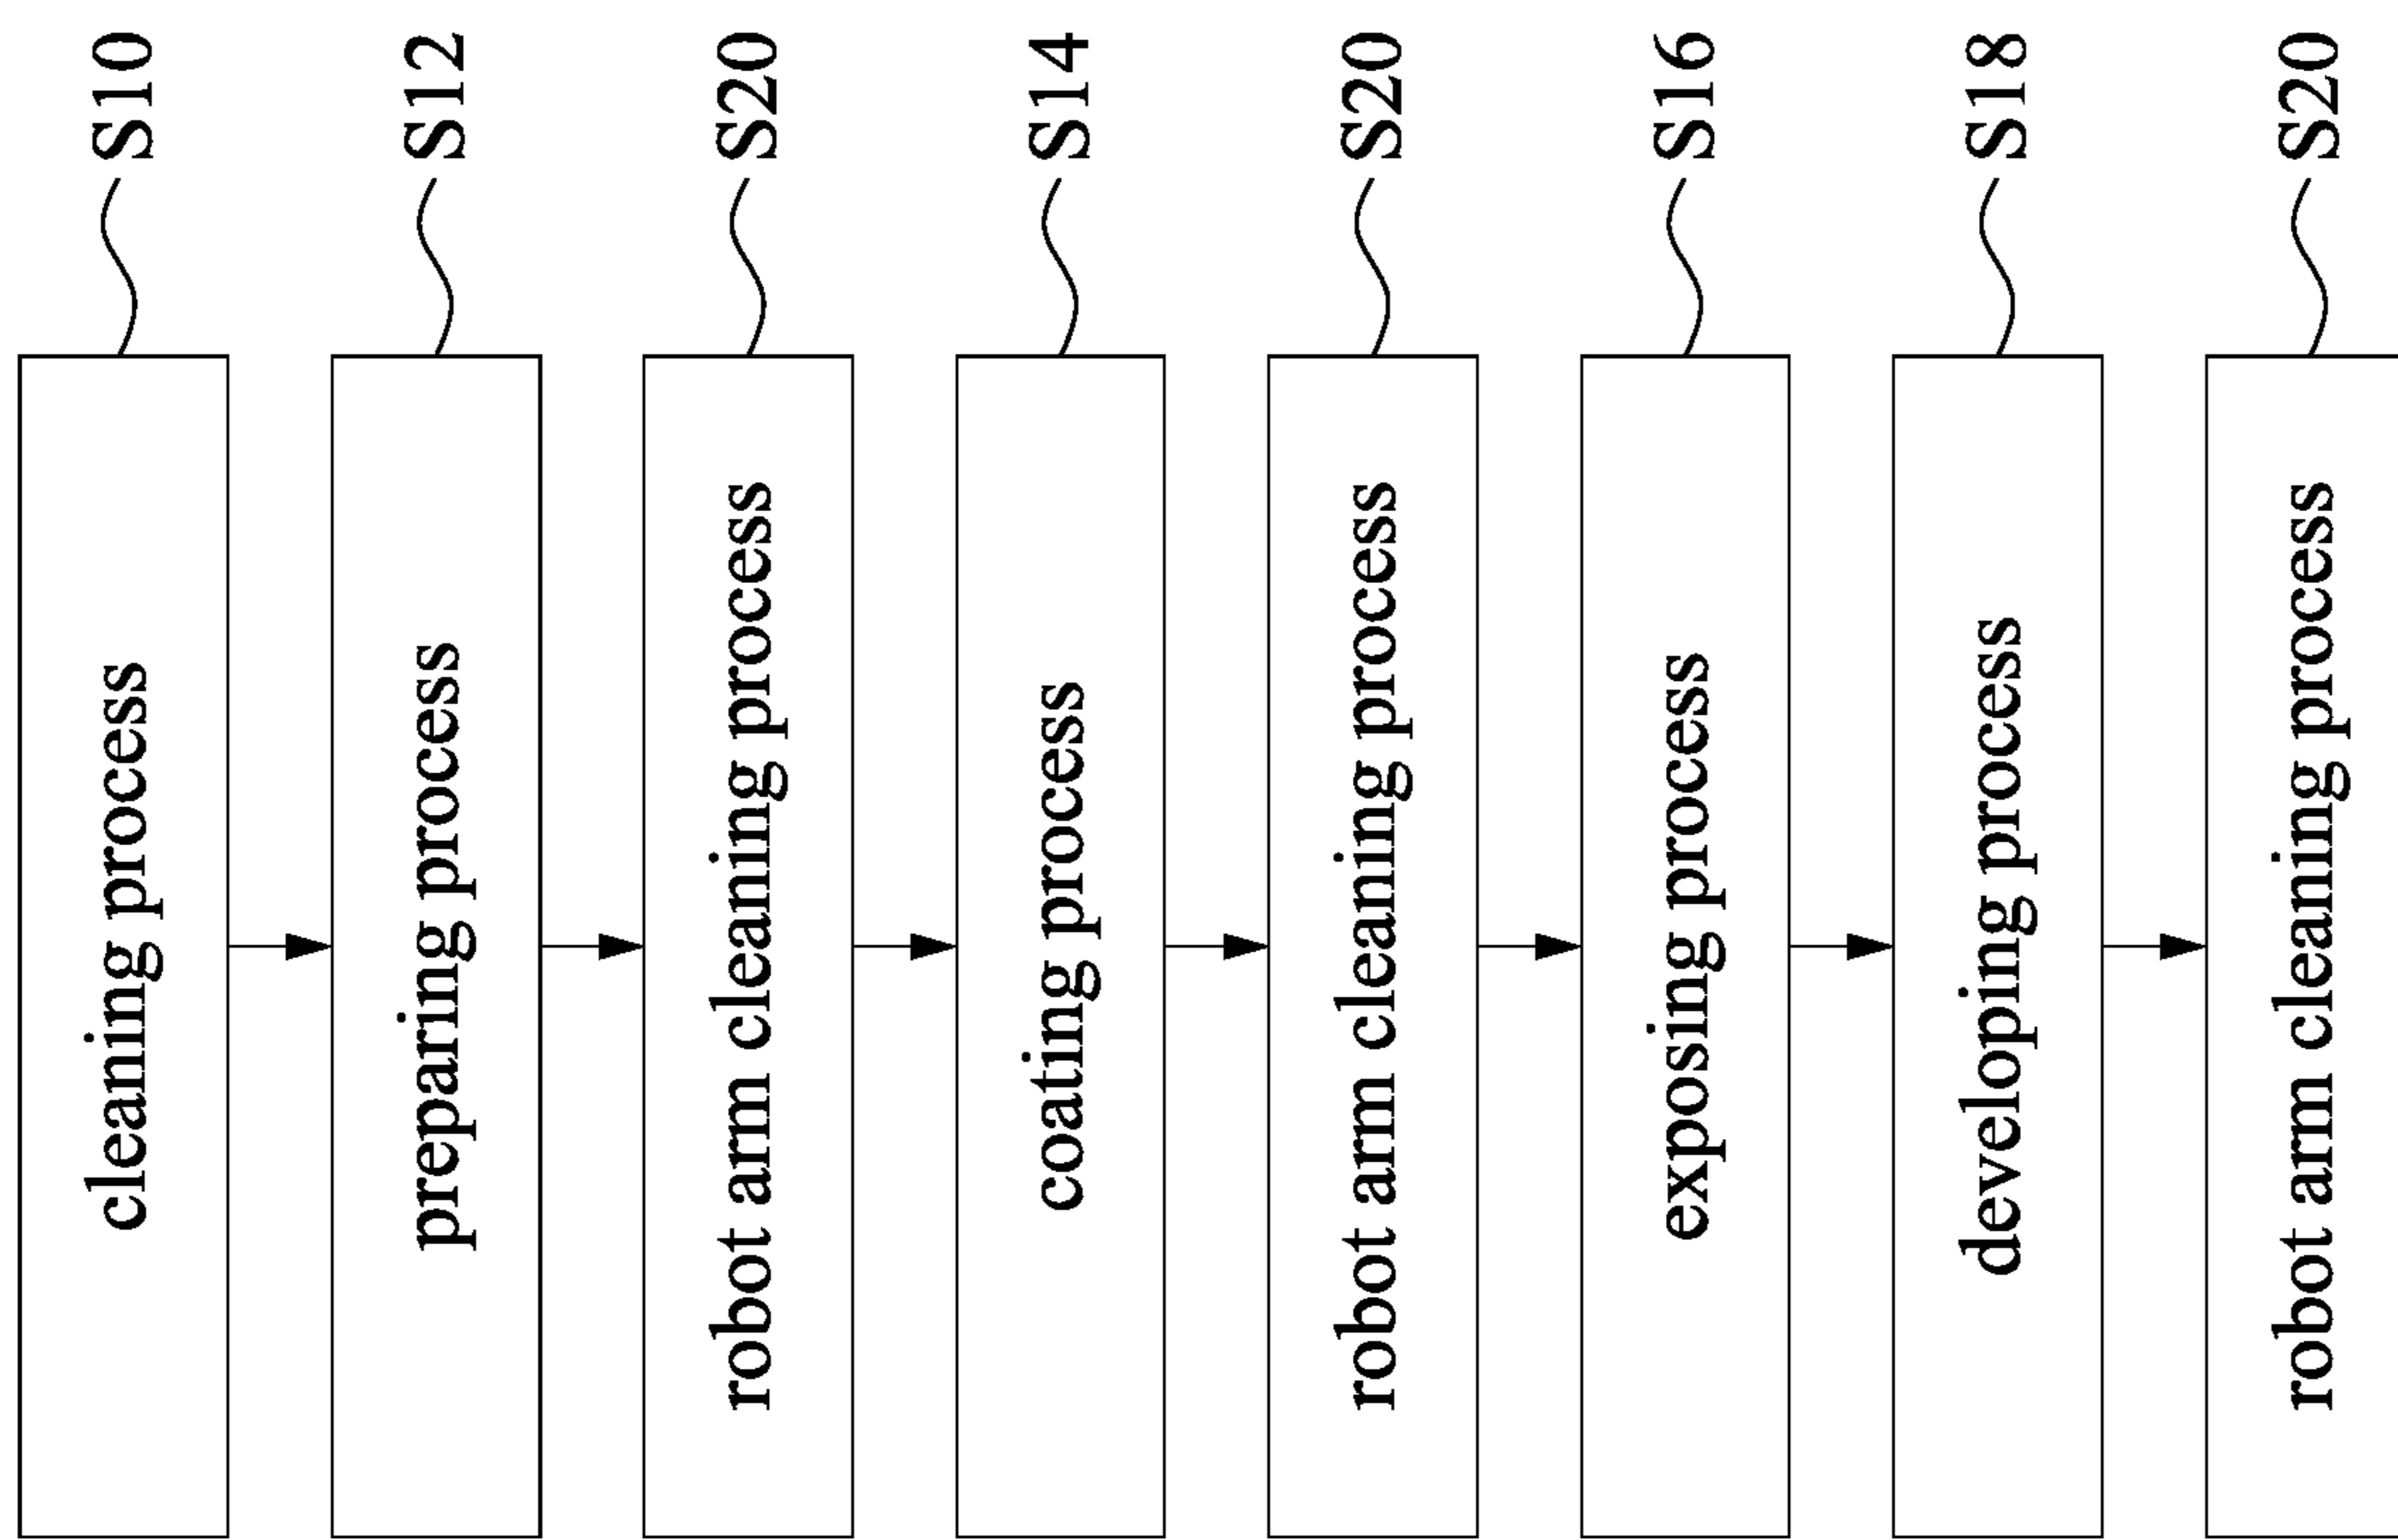 cleaning process
S10
preparing process
S12
robot arm cleaning process
S20
coating process
S14
robot arm cleaning process
S20
exposing process
S16
developing process
S18
robot arm cleaning process
S20